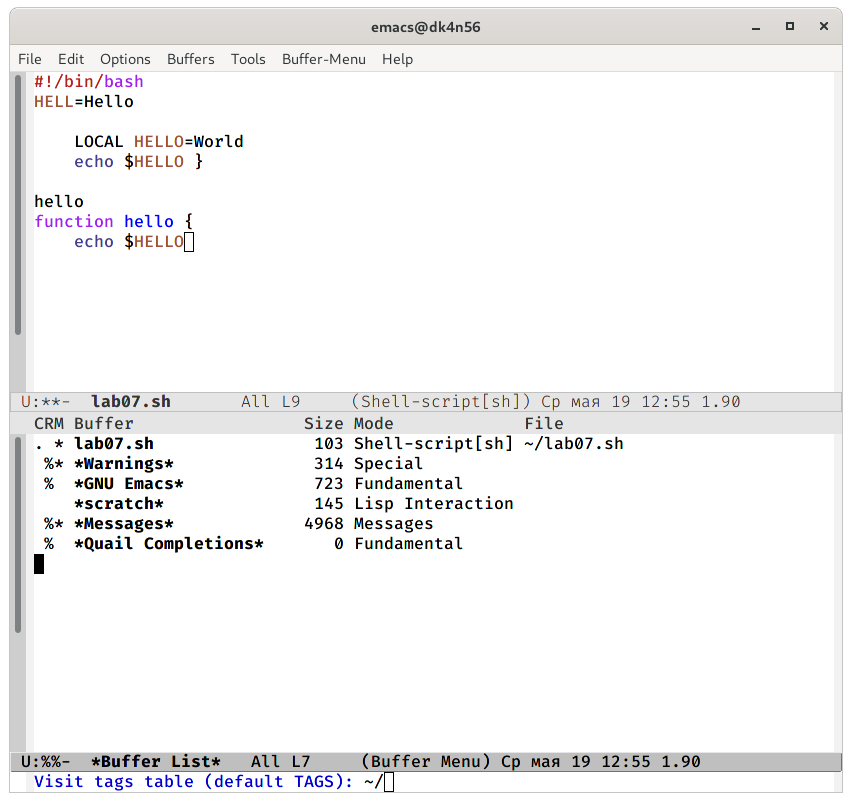 emacs@dk4n56
File Edit Options Buffers Tools Buffer-Menu Help
#!/bin/bash
HELL=Hello
    LOCAL HELLO=World
    echo $HELLO }
hello
function hello {
    echo $HELLO
U:**-  lab07.sh       All L9     (Shell-script[sh]) Ср мая 19 12:55 1.90
CRM Buffer                 Size Mode             File
. * lab07.sh                103 Shell-script[sh] ~/lab07.sh
 %* *Warnings*              314 Special
 %  *GNU Emacs*             723 Fundamental
    *scratch*               145 Lisp Interaction
 %* *Messages*             4968 Messages
 %  *Quail Completions*       0 Fundamental
U:%%-  *Buffer List*   All L7     (Buffer Menu) Ср мая 19 12:55 1.90
Visit tags table (default TAGS): ~/